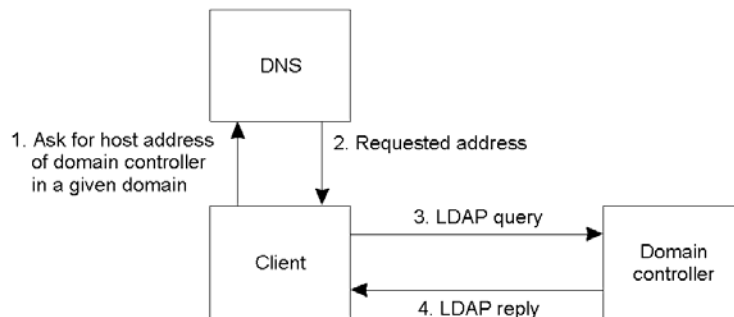 DNS
1. Ask for host address
of domain controller
in a given domain
2. Requested address
3. LDAP query
Client
Domain
controller
4. LDAP reply